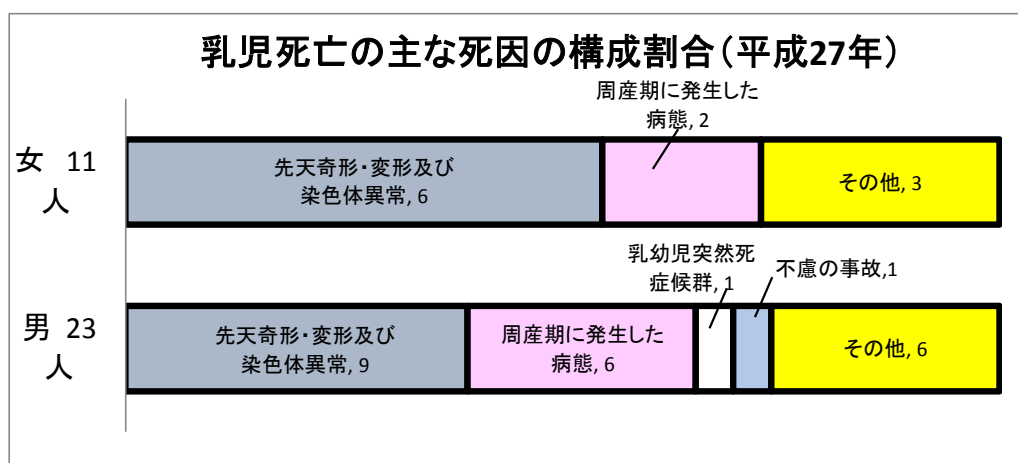 乳児死亡の主な死因の構成割合(平成27年)
女 11
人
先天奇形・変形及び
染色体異常, 6
周産期に発生した
病態, 2
その他, 3
男 23
人
先天奇形・変形及び
染色体異常, 9
周産期に発生した
病態, 6
乳幼児突然死
症候群, 1
不慮の事故,1
その他, 6